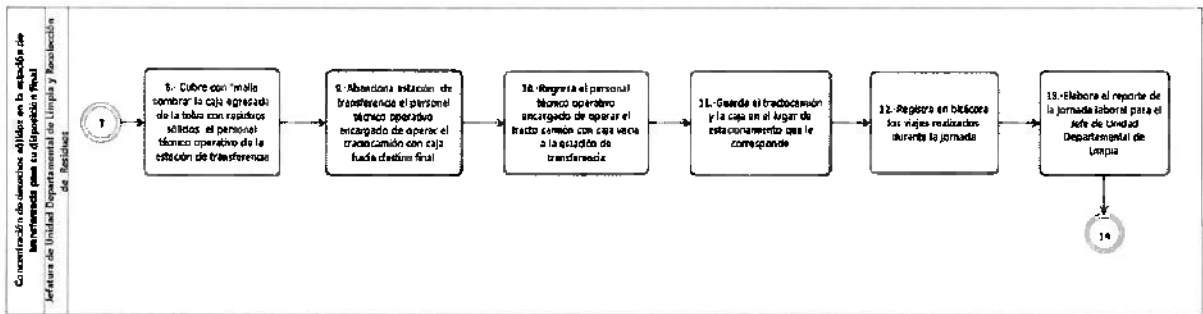 Concentración de desechos sólidos en la estación de
transferencia para su disposición final
Jefatura de Unidad Departamental de Limpia y Recolección
de Residuos
7
8.- Cubre con "malla
sombra" la caja egresada
de la tolva con residuos
sólidos, el personal
técnico operativo de la
estación de transferencia
9.-Abandona estación de
transferencia el personal
técnico operativo
encargado de operar el
tractocamión con caja
hacia destino final
10.-Regresa el personal
técnico operativo
encargado de operar el
tracto camión con caja vacía
a la estación de
transferencia
11.-Guarda el tractocamión
y la caja en el lugar de
estacionamiento que le
corresponde
12.-Registra en bitácora
los viajes realizados
durante la jornada
13.-Elabora el reporte de
la jornada laboral para el
Jefe de Unidad
Departamental de
Limpia
14